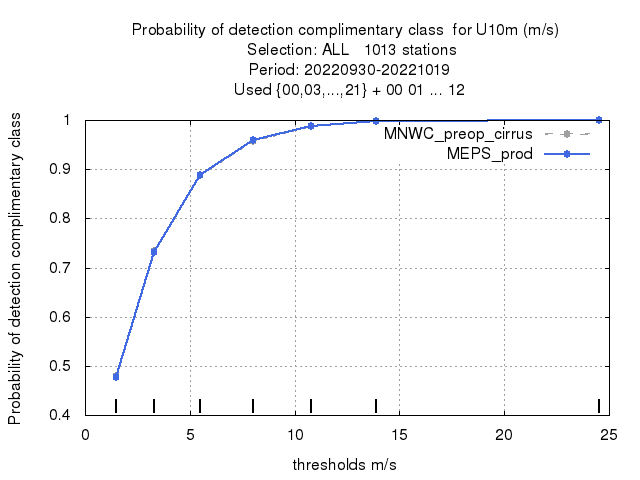 Probability of detection complimentary class  for U10m (m/s)
Selection: ALL   1013 stations
Period: 20220930-20221019
Used {00,03,...,21} + 00 01 ... 12
Probability of detection complimentary class
1
0.9
0.8
0.7
0.6
0.5
0.4
MNWC_preop_cirrus
MEPS_prod
0 5 10 15 20 25
thresholds m/s